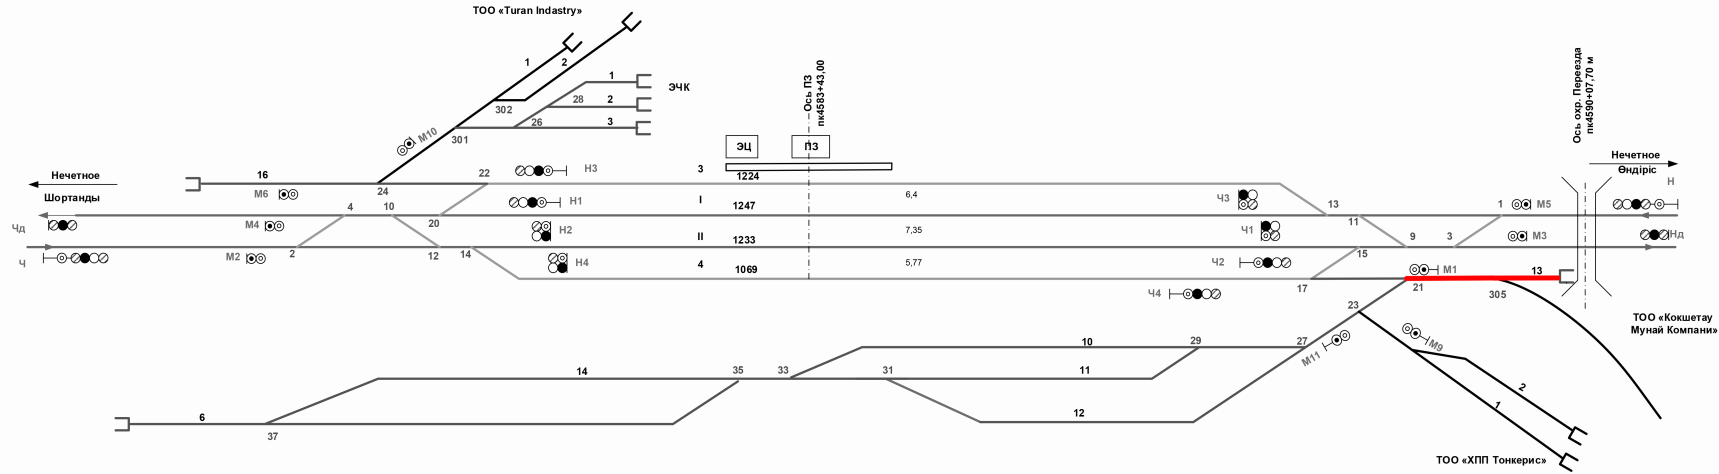 ТОО «Turan Indastry»
1
2
1
2
3
ЭЧК
302
28
26
301
М10
Ось ПЗ
пк4583+43,00
Ось охр. Переезда
пк4590+07,70 м
ЭЦ
ПЗ
Нечетное
Шортанды
Нечетное
Өндіріс
16
М6
24
22
Н3
3
1224
Н
Чд
М4
4
10
20
Н1
I
1247
6,4
Ч3
13
11
1
М5
Ч
М2
2
12
14
Н2
II
1233
7,35
Ч1
9
3
М3
Нд
Н4
4
1069
5,77
Ч2
15
М1
13
17
21
305
Ч4
23
ТОО «Кокшетау
Мунай Компани»
10
29
27
М11
М9
14
35
33
31
11
2
1
6
37
12
ТОО «ХПП Тонкерис»